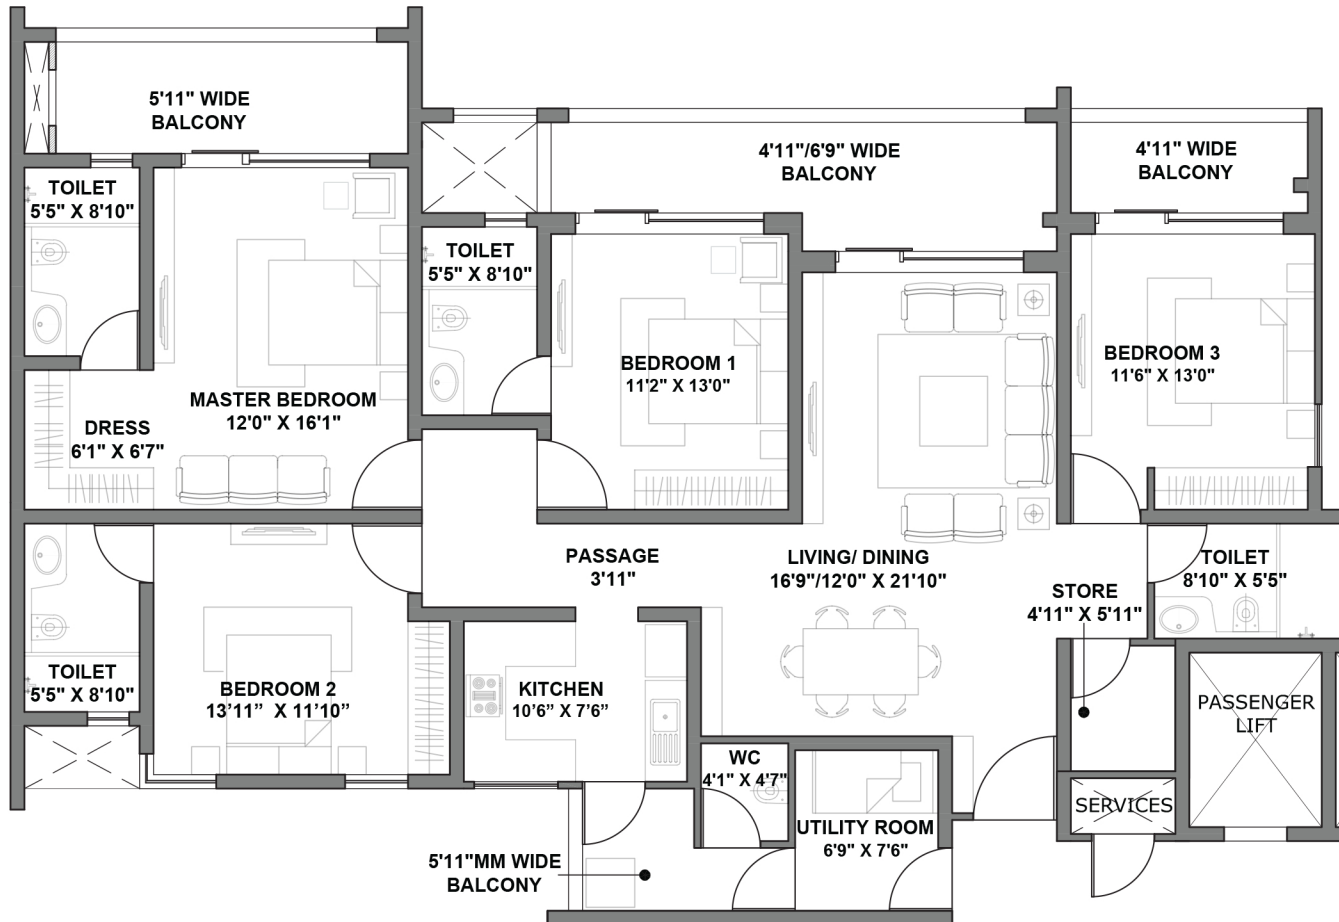 5'11" WIDE
BALCONY
4'11"/6'9" WIDE
BALCONY
4'11" WIDE
BALCONY
TOILET
5'5" X 8'10"
TOILET
5'5" X 8'10"
BEDROOM 1
11'2" X 13'0"
BEDROOM 3
11'6" X 13'0"
MASTER BEDROOM
12'0" X 16'1"
DRESS
6'1" X 6'7"
PASSAGE
3'11"
LIVING/ DINING
16'9"/12'0" X 21'10"
TOILET
8'10" X 5'5"
STORE
4'11" X 5'11"
TOILET
5'5" X 8'10"
BEDROOM 2
13’11” X 11’10”
KITCHEN
10’6” X 7’6”
PASSENGER
LIFT
WC
4'1" X 4'7"
SERVICES
UTILITY ROOM
6'9" X 7'6"
5'11"MM WIDE
BALCONY